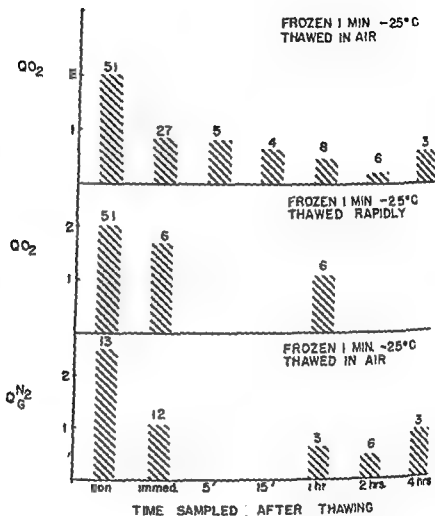 FROZEN 1 MIN -25°C
THAWED IN AIR
QO2
51 27 5 4 8 6 3
1
FROZEN 1 MIN -25°C
THAWED RAPIDLY
QO2
2
1
51 6 6
FROZEN 1 MIN. -25°C
THAWED IN AIR
Q G N2
2
1
13 12 3 6 3
immed. 5' 15' 1 hr 2 hrs. 4 hrs
TIME SAMPLED AFTER THAWING